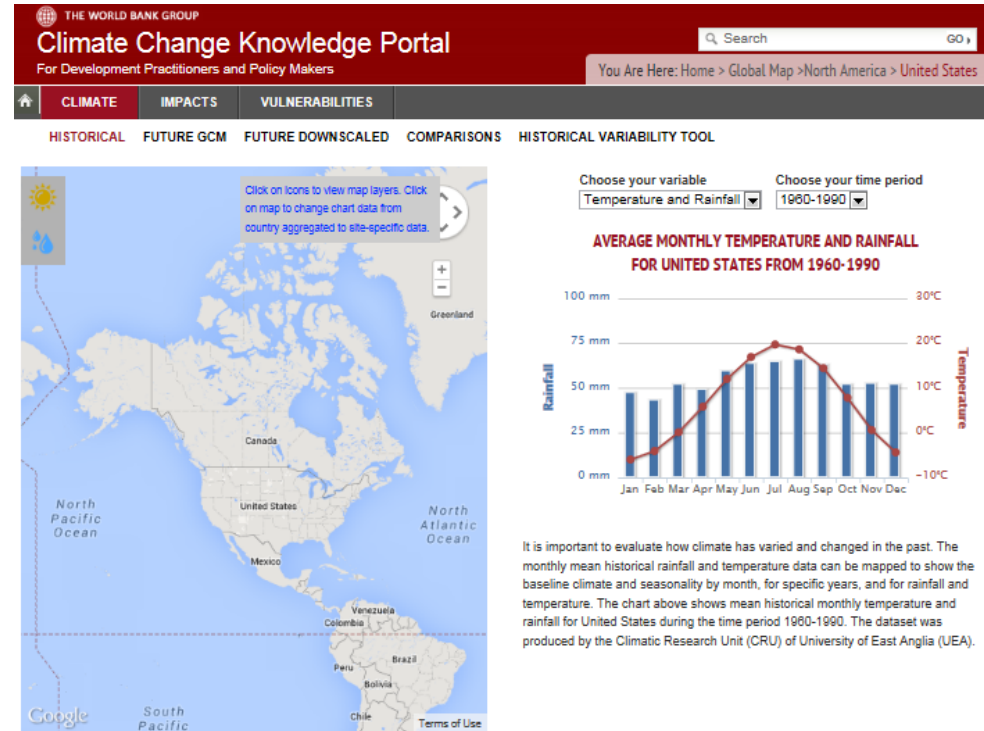 THE WORLD BANK GROUP
Climate Change Knowledge Portal
For Development Practitioners and Policy Makers
Search
GO
You Are Here: Home > Global Map >North America > United States
CLIMATE IMPACTS VULNERABILITIES
HISTORICAL FUTURE GCM FUTURE DOWNSCALED COMPARISONS HISTORICAL VARIABILITY TOOL
Click on icons to view map layers. Click
on map to change chart data from
country aggregated to site-specific data.
+
−
Greenland
Canada
North
Pacific
Ocean
United States
North
Atlantic
Ocean
Mexico
Venezuela
Colombia
Brazil
Peru
Bolivia
Chile
South
Pacific
Google
Terms of Use
Choose your variable Choose your time period
Temperature and Rainfall 1960-1990
AVERAGE MONTHLY TEMPERATURE AND RAINFALL
FOR UNITED STATES FROM 1960-1990
100 mm 30°C
75 mm 20°C
50 mm 10°C
25 mm 0°C
0 mm -10°C
Rainfall
Temperature
Jan Feb Mar Apr May Jun Jul Aug Sep Oct Nov Dec
It is important to evaluate how climate has varied and changed in the past. The
monthly mean historical rainfall and temperature data can be mapped to show the
baseline climate and seasonality by month, for specific years, and for rainfall and
temperature. The chart above shows mean historical monthly temperature and
rainfall for United States during the time period 1960-1990. The dataset was
produced by the Climatic Research Unit (CRU) of University of East Anglia (UEA).